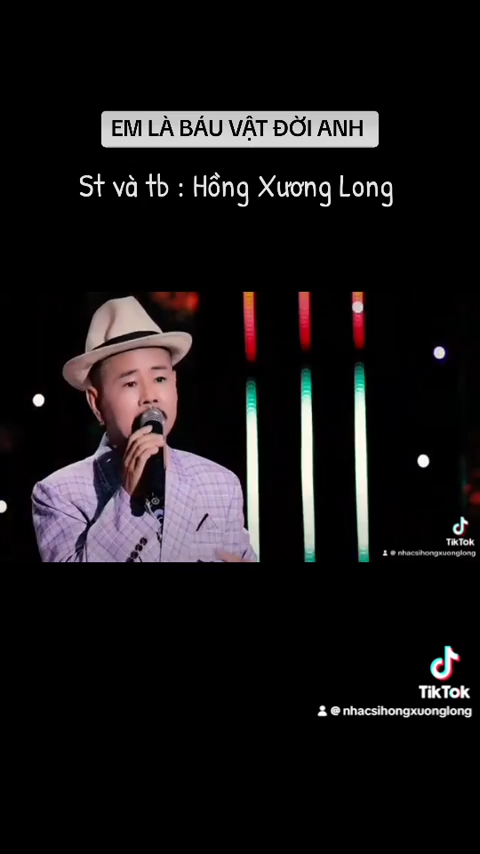 EM LÀ BÁU VẬT ĐỜI ANH
St và tb : Hồng Xương Long
TikTok
@ nhacsihongxuonglong
TikTok
@ nhacsihongxuonglong